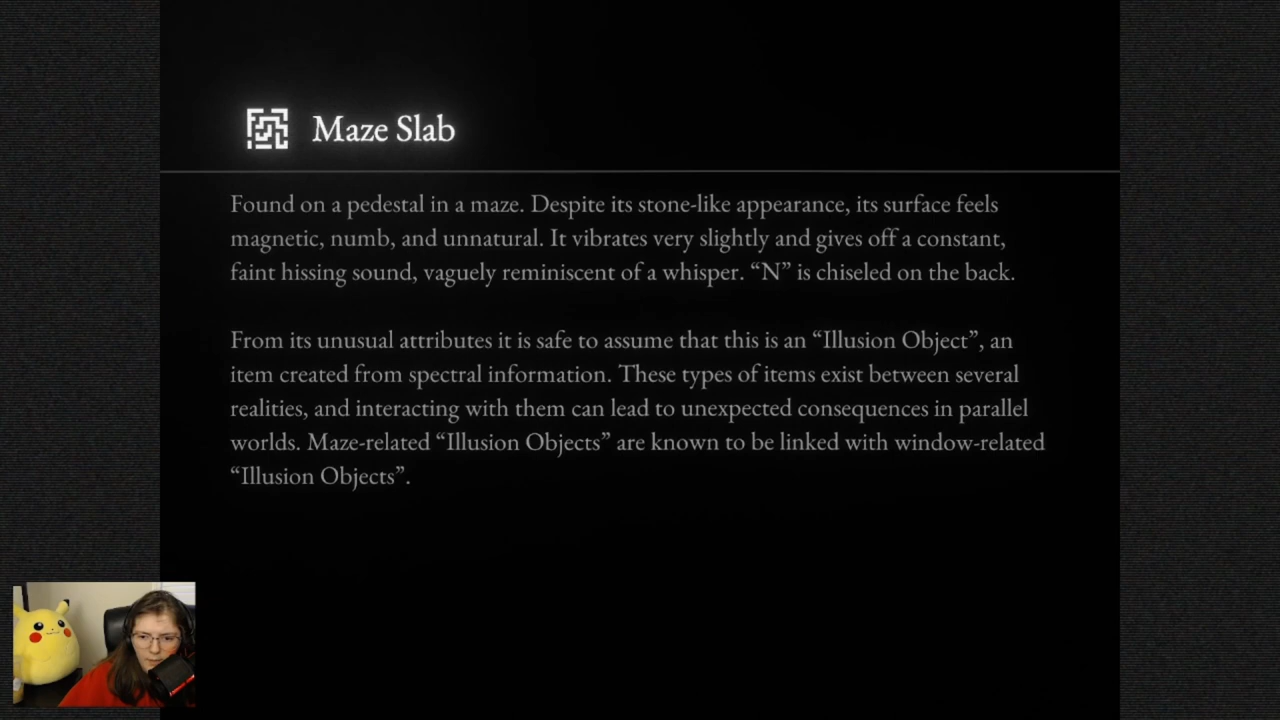 Maze Slab
Found on a pedestal in a maze. Despite its stone-like appearance, its surface feels
magnetic, numb, and unnatural. It vibrates very slightly and gives off a constant,
faint hissing sound, vaguely reminiscent of a whisper. “N” is chiseled on the back.
From its unusual attributes it is safe to assume that this is an “Illusion Object”, an
item created from spectral information. These types of items exist between several
realities, and interacting with them can lead to unexpected consequences in parallel
worlds. Maze-related “Illusion Objects” are known to be linked with window-related
“Illusion Objects”.